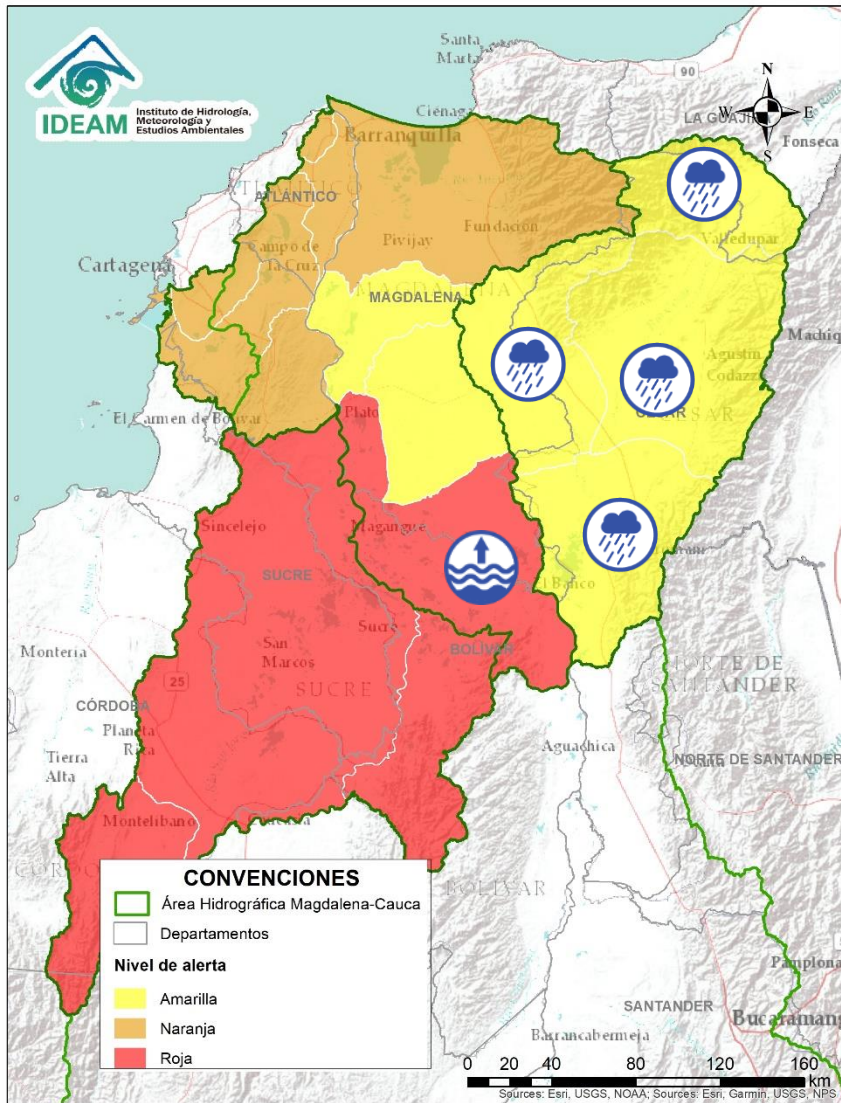 IDEAM
Instituto de Hidrología,
Meteorología y
Estudios Ambientales
Santa
Marta
90
N
W
E
S
LA GUAJIRA
Fonseca
Ciénaga
Barranquilla
ATLÁNTICO
Valledupar
Campo de
la Cruz
Pivijay
Fundación
Cartagena
MAGDALENA
MAGDALENA
Agustín
Codazzi
El Carmen de Bolívar
Plato
Sincelejo
Magangué
SUCRE
El Banco
Sucre
BOLÍVAR
San
Marcos
SUCRE
Montería
25
CÓRDOBA
Planeta
Rica
Tierra
Alta
NORTE DE
SANTANDER
Aguachica
NORTE DE SANTANDER
Montelíbano
Caucasia
BOLÍVAR
CONVENCIONES
Área Hidrográfica Magdalena-Cauca
Departamentos
Nivel de alerta
Amarilla
Naranja
Roja
Pamplona
SANTANDER
Bucaramang
Barrancabermeja
0 20 40 80 120 160
km
Sources: Esri, USGS, NOAA; Sources: Esri, Garmin, USGS, NPS